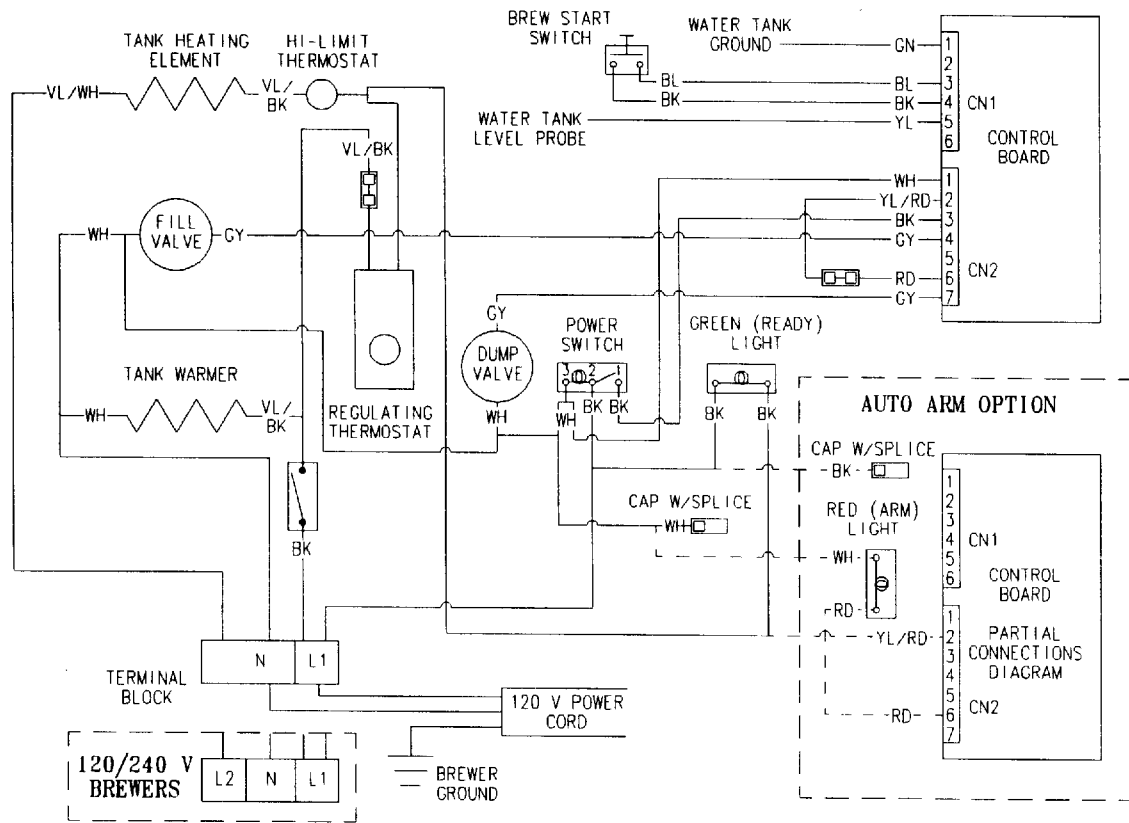 BREW START
SWITCH
WATER TANK
GROUND
GN
1
2
BL
BL
3
BK
BK
4
CN1
WATER TANK
LEVEL PROBE
YL
5
6
CONTROL
BOARD
TANK HEATING
ELEMENT
HI-LIMIT
THERMOSTAT
VL/WH
VL/
BK
VL/BK
WH
1
YL/RD
2
BK
3
GY
4
5
CN2
RD
6
GY
7
WH
FILL
VALVE
GY
GY
DUMP
VALVE
WH
POWER
SWITCH
3 2 1
WH
BK
BK
GREEN (READY)
LIGHT
BK
BK
TANK WARMER
WH
VL/
BK
REGULATING
THERMOSTAT
BK
CAP W/SPLICE
WH
AUTO ARM OPTION
CAP W/SPLICE
BK
RED (ARM)
LIGHT
WH
RD
1
2
3
4
5
6
CN1
CONTROL
BOARD
YL/RD
1
2
3
4
5
6
7
PARTIAL
CONNECTIONS
DIAGRAM
CN2
RD
N
L1
TERMINAL
BLOCK
120 V POWER
CORD
BREWER
GROUND
120/240 V
BREWERS
L2
N
L1